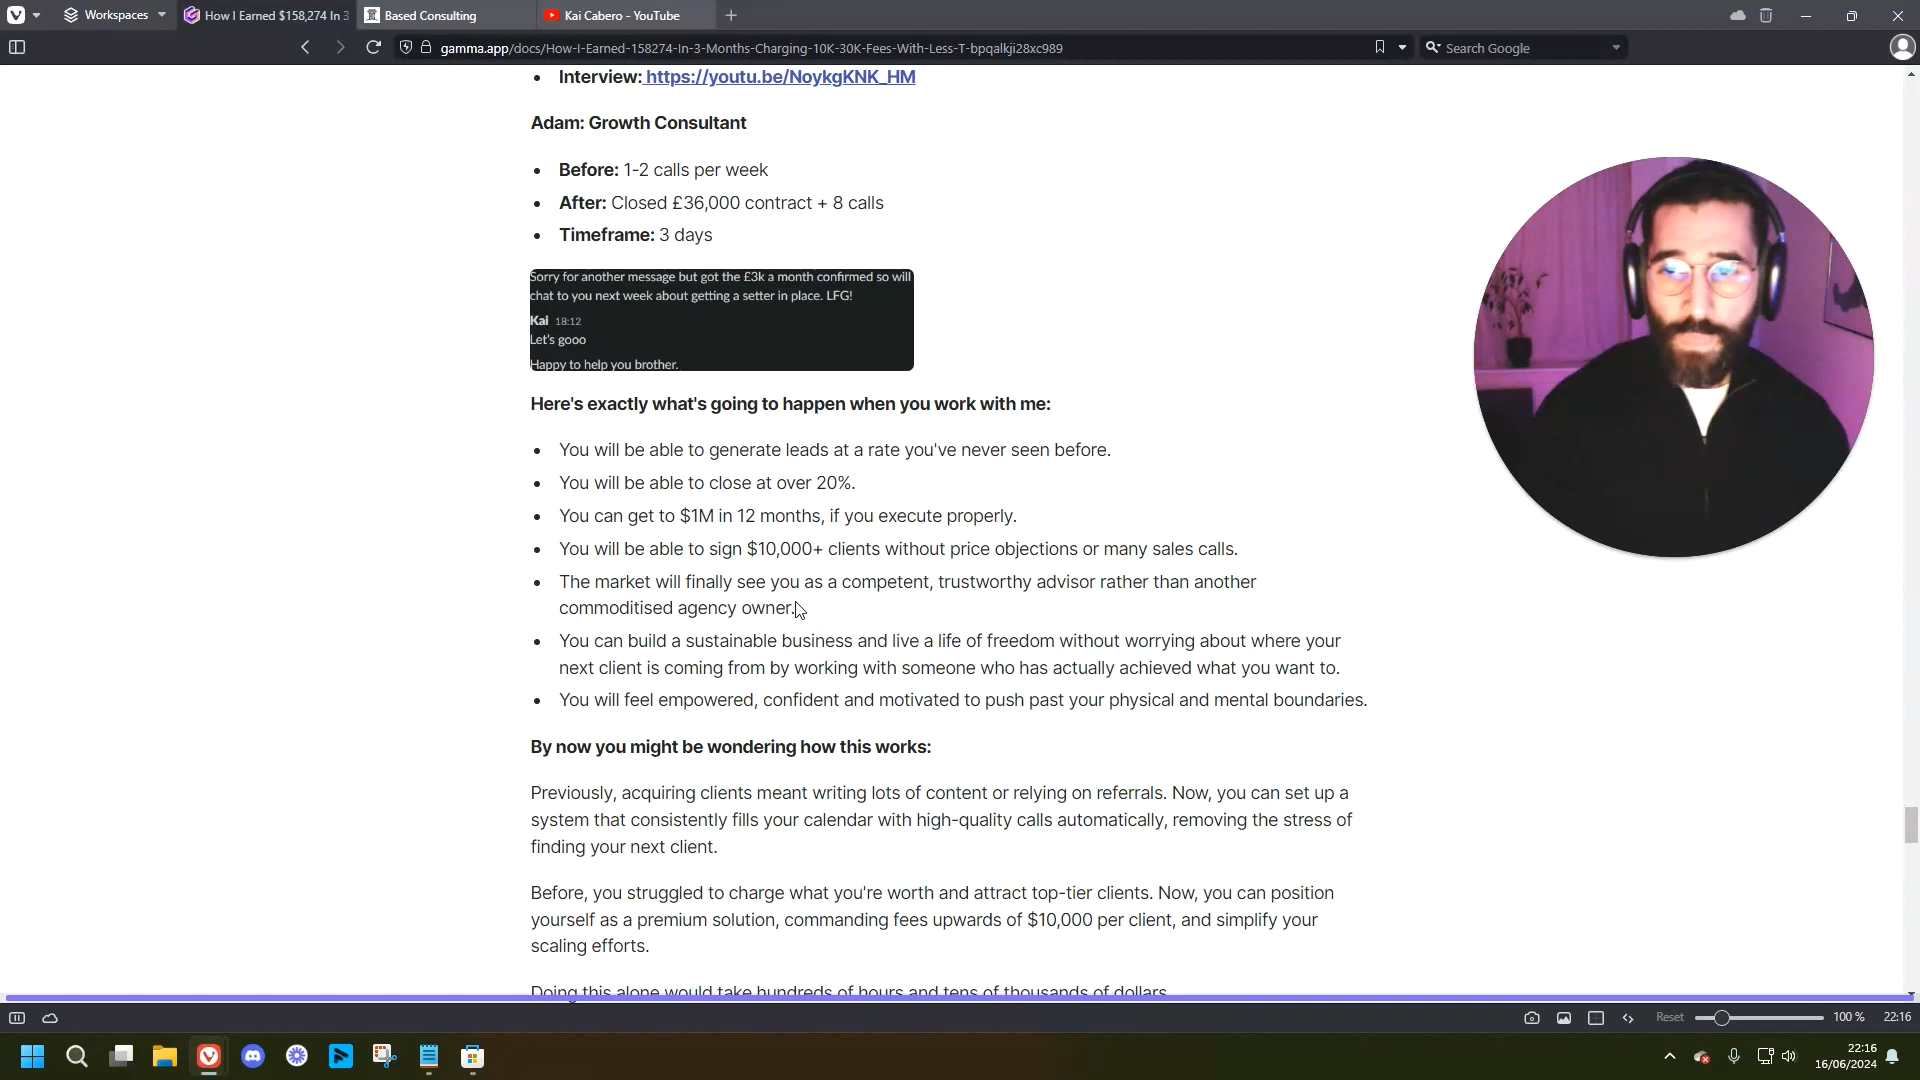 Workspaces
How I Earned $158,274 In 3
Based Consulting
Kai Cabero - YouTube
gamma.app/docs/How-I-Earned-158274-In-3-Months-Charging-10K-30K-Fees-With-Less-T-bpqalkji28xc989
Search Google
Interview: https://youtu.be/NoykgKNK_HM
Adam: Growth Consultant
Before: 1-2 calls per week
After: Closed £36,000 contract + 8 calls
Timeframe: 3 days
Sorry for another message but got the £3k a month confirmed so will
chat to you next week about getting a setter in place. LFG!
Kai 18:12
Let's gooo
Happy to help you brother.
Here's exactly what's going to happen when you work with me:
You will be able to generate leads at a rate you've never seen before.
You will be able to close at over 20%.
You can get to $1M in 12 months, if you execute properly.
You will be able to sign $10,000+ clients without price objections or many sales calls.
The market will finally see you as a competent, trustworthy advisor rather than another
commoditised agency owner.
You can build a sustainable business and live a life of freedom without worrying about where your
next client is coming from by working with someone who has actually achieved what you want to.
You will feel empowered, confident and motivated to push past your physical and mental boundaries.
By now you might be wondering how this works:
Previously, acquiring clients meant writing lots of content or relying on referrals. Now, you can set up a
system that consistently fills your calendar with high-quality calls automatically, removing the stress of
finding your next client.
Before, you struggled to charge what you're worth and attract top-tier clients. Now, you can position
yourself as a premium solution, commanding fees upwards of $10,000 per client, and simplify your
scaling efforts.
Doing this alone would take hundreds of hours and tens of thousands of dollars
Reset
100 %
22:16
22:16
16/06/2024